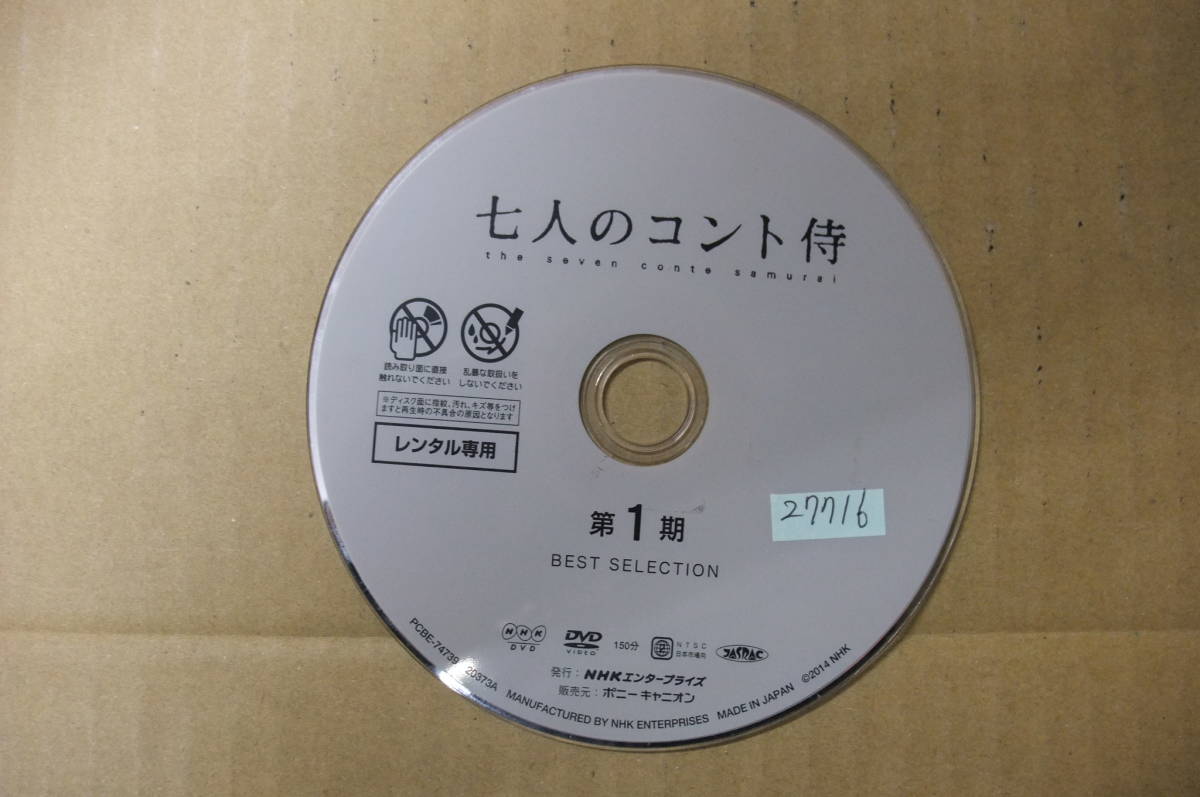 七人のコント侍
the seven conte samurai
読み取り面に直接
触れないでください
乱暴な取扱いを
しないでください
※ディスク面に指紋、汚れ、キズ等をつけ
ますと再生時の不具合の原因となります
レンタル専用
第1期
27716
BEST SELECTION
NHK
DVD
DVD
VIDEO
150分
2
NTSC
日本市場向
JASRAC
発行：NHKエンタープライズ
販売元：ポニーキャニオン
PCBE-74739 20373A MANUFACTURED BY NHK ENTERPRISES MADE IN JAPAN ©2014 NHK